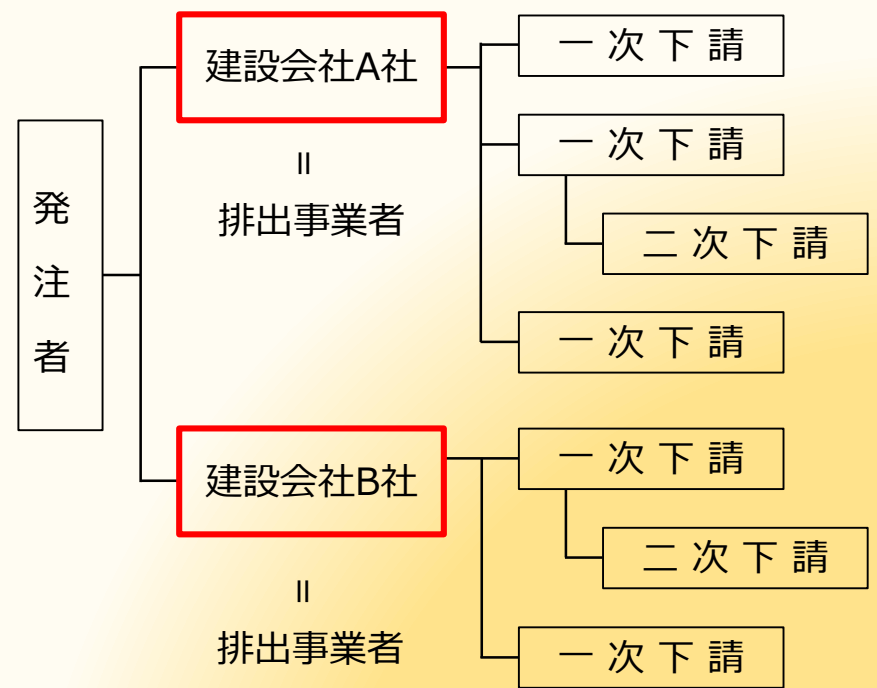 発注者
建設会社A社
=
排出事業者
一次下請
一次下請
二次下請
一次下請
建設会社B社
=
排出事業者
一次下請
二次下請
一次下請